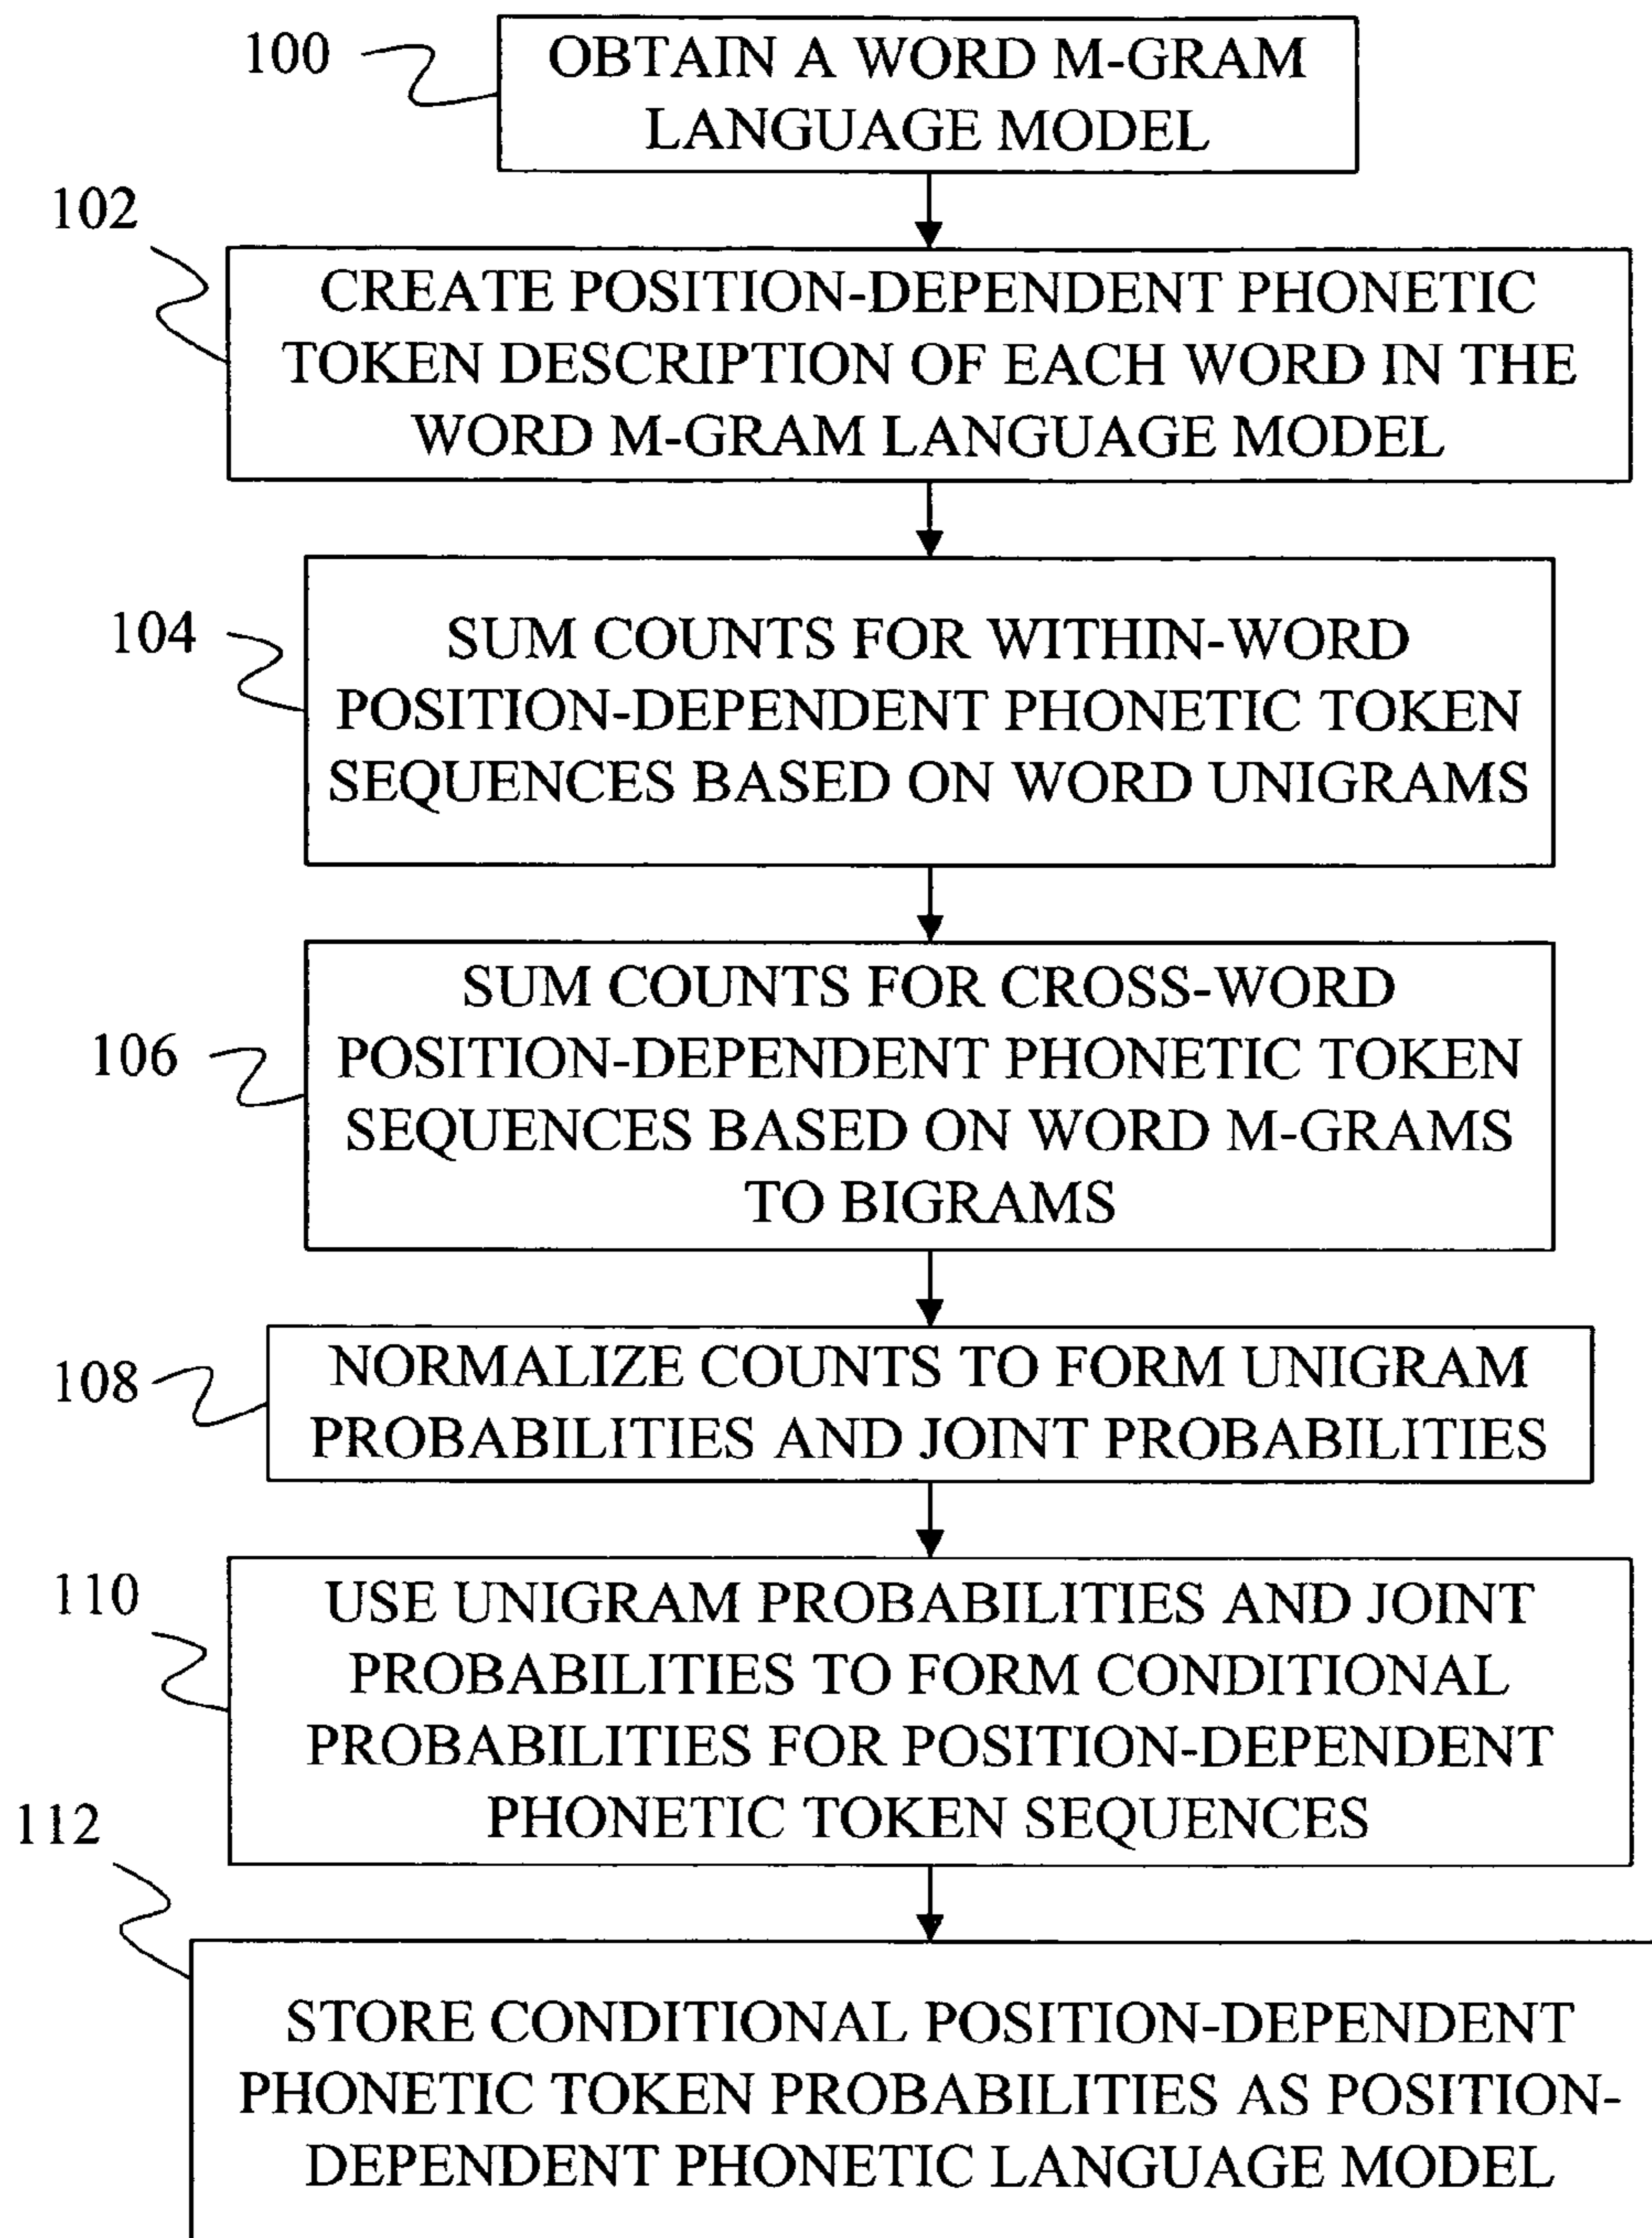 100
OBTAIN A WORD M-GRAM
LANGUAGE MODEL
102
CREATE POSITION-DEPENDENT PHONETIC
TOKEN DESCRIPTION OF EACH WORD IN THE
WORD M-GRAM LANGUAGE MODEL
104
SUM COUNTS FOR WITHIN-WORD
POSITION-DEPENDENT PHONETIC TOKEN
SEQUENCES BASED ON WORD UNIGRAMS
106
SUM COUNTS FOR CROSS-WORD
POSITION-DEPENDENT PHONETIC TOKEN
SEQUENCES BASED ON WORD M-GRAMS
TO BIGRAMS
108
NORMALIZE COUNTS TO FORM UNIGRAM
PROBABILITIES AND JOINT PROBABILITIES
110
USE UNIGRAM PROBABILITIES AND JOINT
PROBABILITIES TO FORM CONDITIONAL
PROBABILITIES FOR POSITION-DEPENDENT
PHONETIC TOKEN SEQUENCES
112
STORE CONDITIONAL POSITION-DEPENDENT
PHONETIC TOKEN PROBABILITIES AS POSITION-
DEPENDENT PHONETIC LANGUAGE MODEL